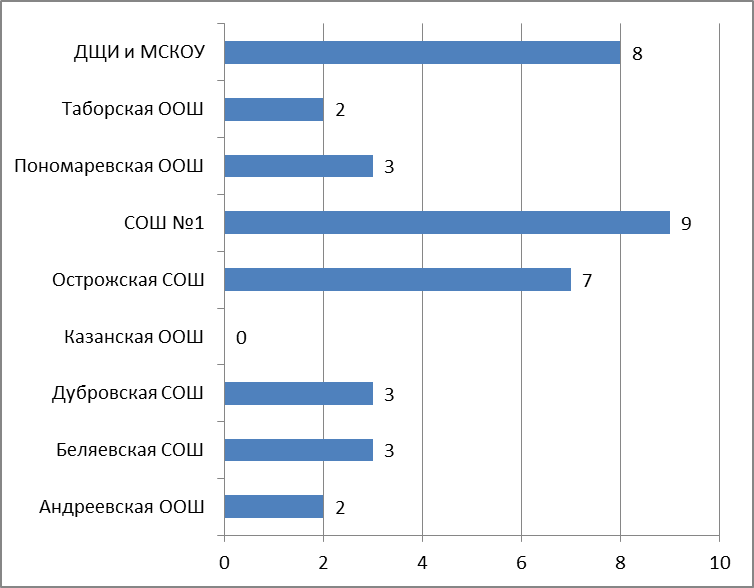 ДЩИ и МСКОУ 8
Таборская ООШ 2
Пономаревская ООШ 3
СОШ №1 9
Острожская СОШ 7
Казанская ООШ 0
Дубровская СОШ 3
Беляевская СОШ 3
Андреевская ООШ 2
0 2 4 6 8 10